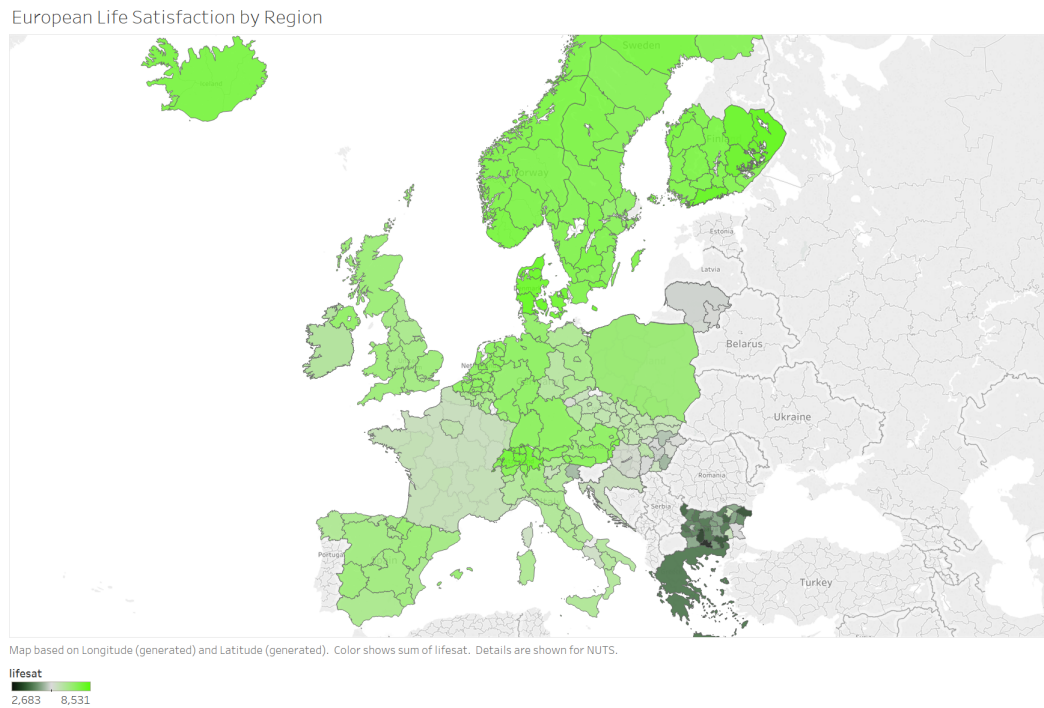 European Life Satisfaction by Region
Sweden
Iceland
Norway
Estonia
Latvia
Belarus
Ukraine
Romania
Serbia
Portugal
Turkey
Map based on Longitude (generated) and Latitude (generated). Color shows sum of lifesat. Details are shown for NUTS.
lifesat
2,683 8,531